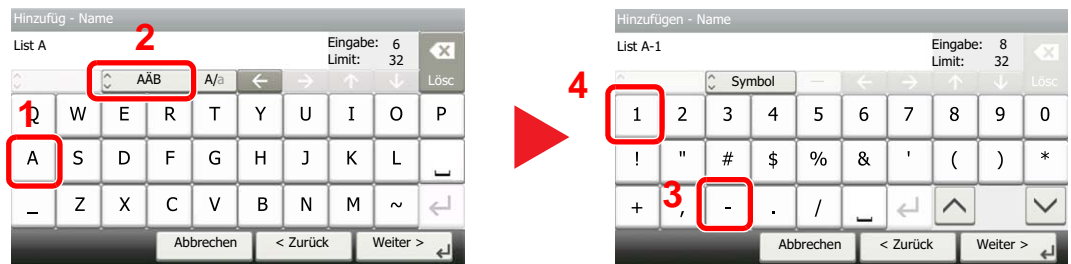 Hinzufüg - Name
List A
2
Eingabe: 6
Limit: 32
AÄB
A/a
Lösc
1
Q W E R T Y U I O P
A S D F G H J K L
_ Z X C V B N M ~
Abbrechen
< Zurück
Weiter >
Hinzufügen - Name
List A-1
Eingabe: 8
Limit: 32
4
Symbol
Lösc
1 2 3 4 5 6 7 8 9 0
! " # $ % & ' ( ) *
3
+ , - . /
Abbrechen
< Zurück
Weiter >